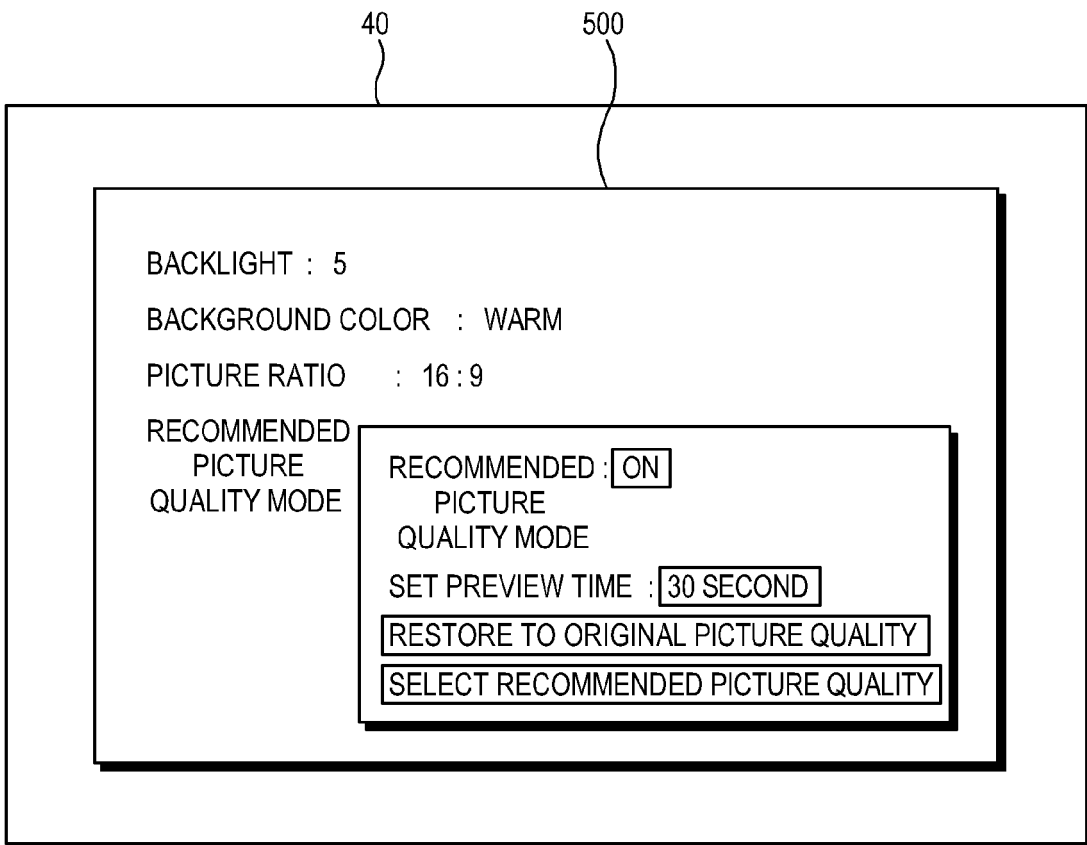 40 500
BACKLIGHT : 5
BACKGROUND COLOR : WARM
PICTURE RATIO : 16 : 9
RECOMMENDED
PICTURE
QUALITY MODE
RECOMMENDED : ON
PICTURE
QUALITY MODE
SET PREVIEW TIME : 30 SECOND
RESTORE TO ORIGINAL PICTURE QUALITY
SELECT RECOMMENDED PICTURE QUALITY